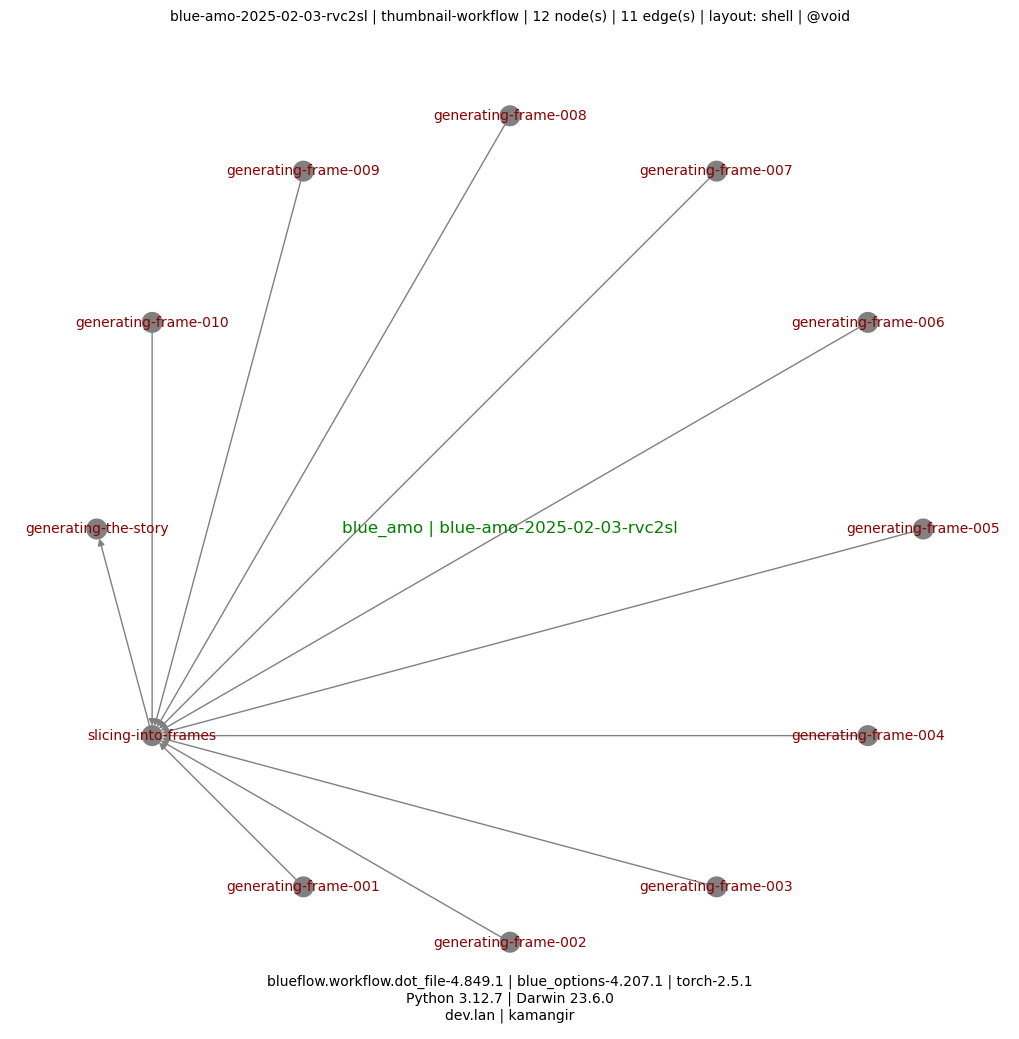 blue-amo-2025-02-03-rvc2sl | thumbnail-workflow | 12 node(s) | 11 edge(s) | layout: shell | @void
generating-frame-008
generating-frame-009
generating-frame-007
generating-frame-010
generating-frame-006
generating-the-story
blue_amo | blue-amo-2025-02-03-rvc2sl
generating-frame-005
slicing-into-frames
generating-frame-004
generating-frame-001
generating-frame-003
generating-frame-002
blueflow.workflow.dot_file-4.849.1 | blue_options-4.207.1 | torch-2.5.1
Python 3.12.7 | Darwin 23.6.0
dev.lan | kamangir